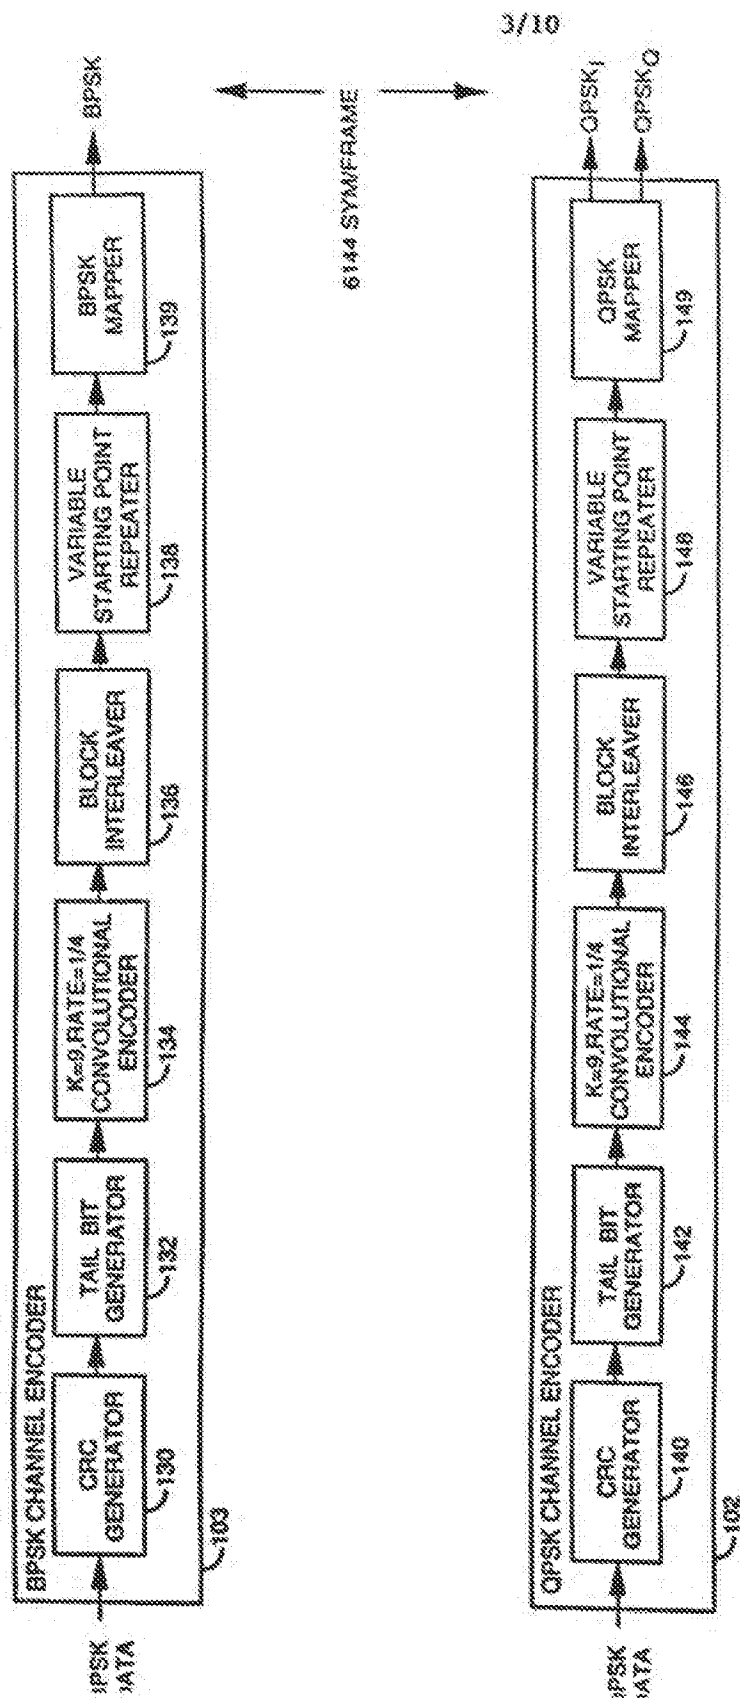 3/10
BPSK CHANNEL ENCODER
CRC
GENERATOR
130
TAIL BIT
GENERATOR
132
K=9,RATE=1/4
CONVOLUTIONAL
ENCODER
134
BLOCK
INTERLEAVER
136
VARIABLE
STARTING POINT
REPEATER
138
BPSK
MAPPER
139
BPSK
103
6144 SYM/FRAME
QPSK CHANNEL ENCODER
CRC
GENERATOR
140
TAIL BIT
GENERATOR
142
K=9,RATE=1/4
CONVOLUTIONAL
ENCODER
144
BLOCK
INTERLEAVER
146
VARIABLE
STARTING POINT
REPEATER
148
QPSK
MAPPER
149
QPSKI
QPSKQ
102